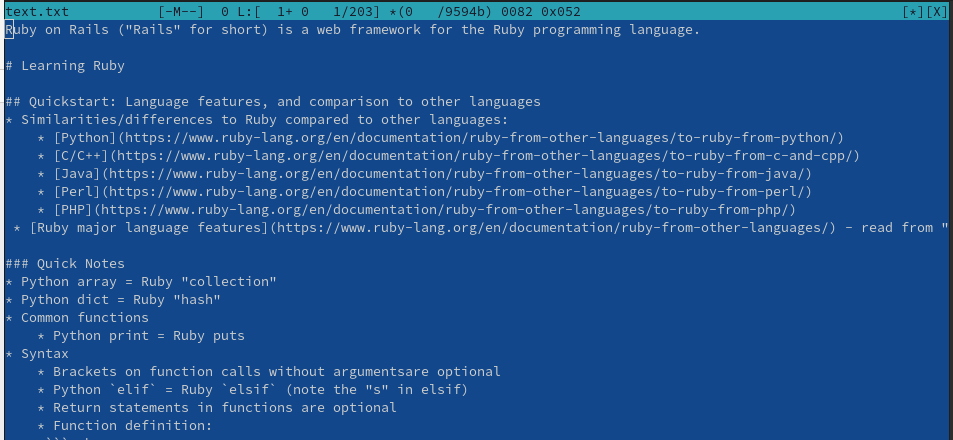 text.txt [-M--] 0 L:[ 1+ 0 1/203] *(0 /9594b) 0082 0x052 [*][X]
Ruby on Rails ("Rails" for short) is a web framework for the Ruby programming language.
# Learning Ruby
## Quickstart: Language features, and comparison to other languages
* Similarities/differences to Ruby compared to other languages:
* [Python](https://www.ruby-lang.org/en/documentation/ruby-from-other-languages/to-ruby-from-python/)
* [C/C++](https://www.ruby-lang.org/en/documentation/ruby-from-other-languages/to-ruby-from-c-and-cpp/)
* [Java](https://www.ruby-lang.org/en/documentation/ruby-from-other-languages/to-ruby-from-java/)
* [Perl](https://www.ruby-lang.org/en/documentation/ruby-from-other-languages/to-ruby-from-perl/)
* [PHP](https://www.ruby-lang.org/en/documentation/ruby-from-other-languages/to-ruby-from-php/)
* [Ruby major language features](https://www.ruby-lang.org/en/documentation/ruby-from-other-languages/) - read from "
### Quick Notes
* Python array = Ruby "collection"
* Python dict = Ruby "hash"
* Common functions
* Python print = Ruby puts
* Syntax
* Brackets on function calls without argumentsare optional
* Python `elif` = Ruby `elsif` (note the "s" in elsif)
* Return statements in functions are optional
* Function definition: